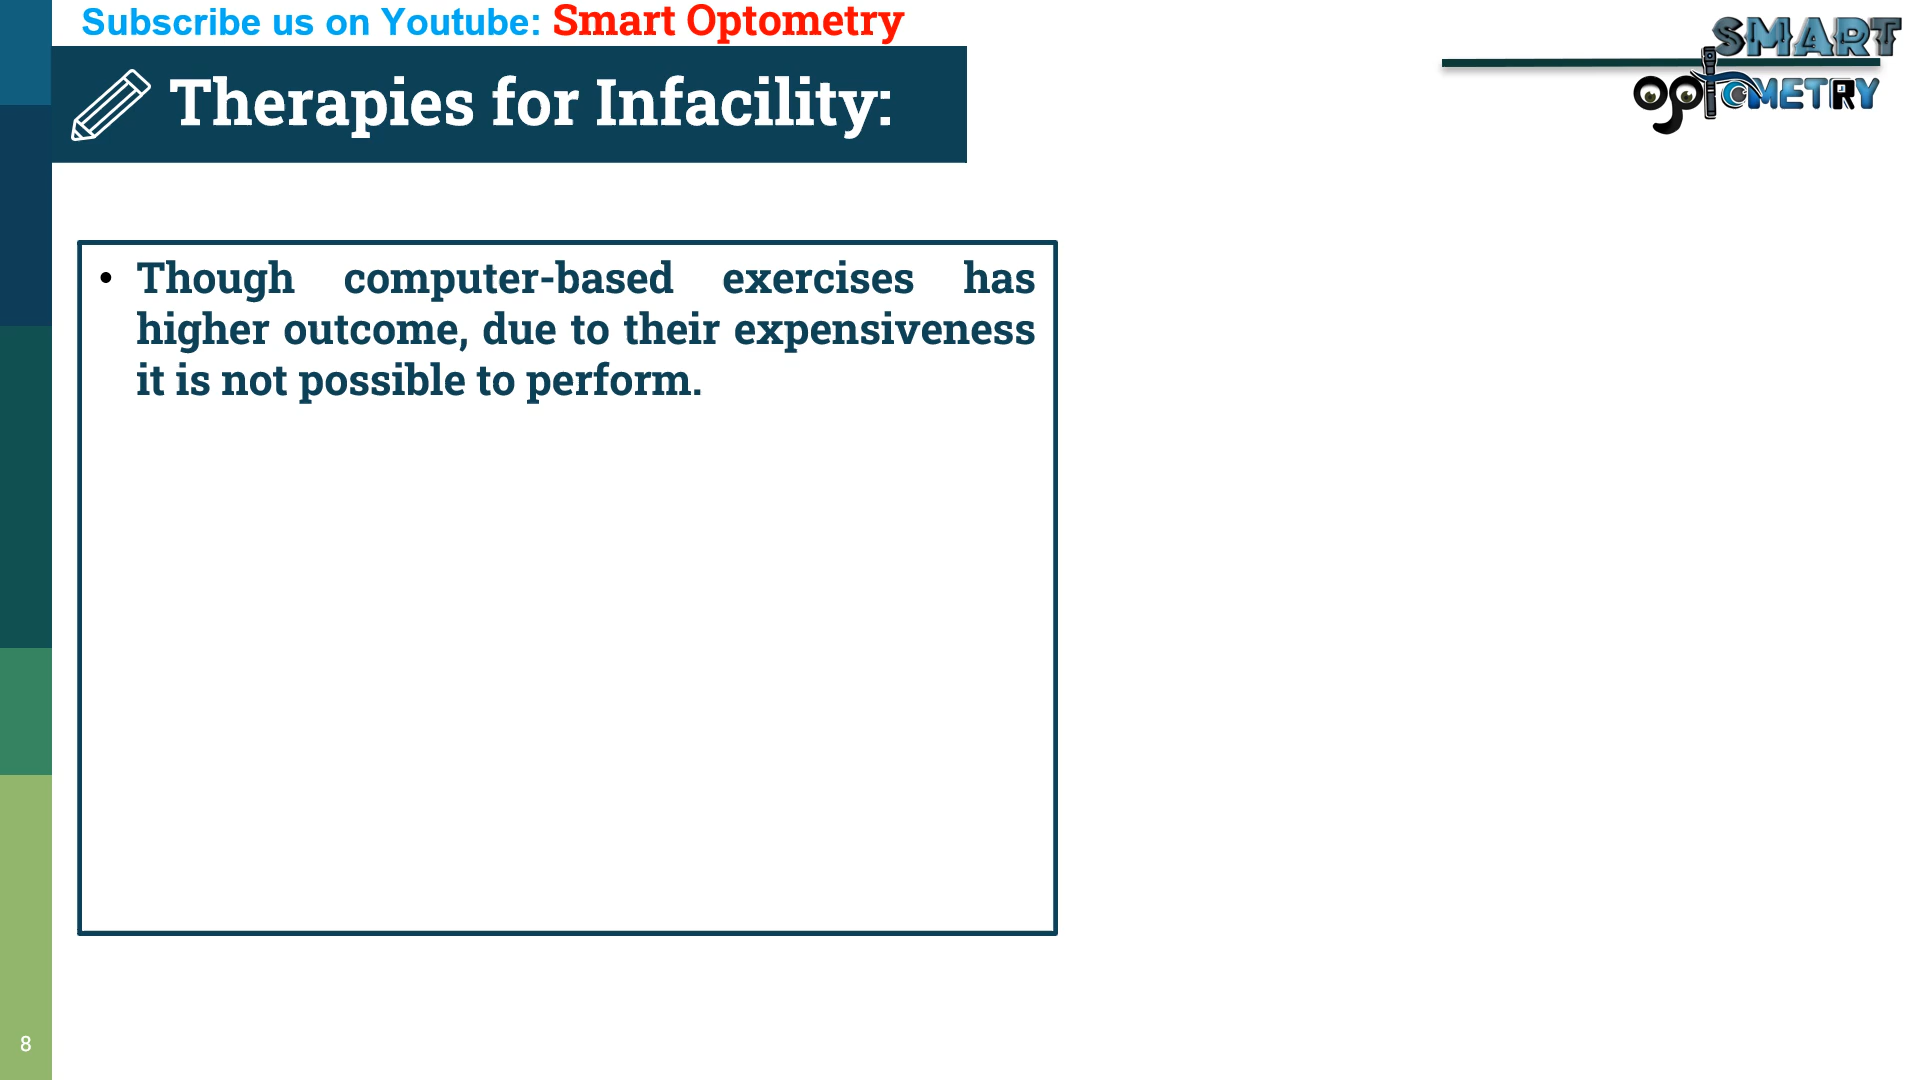 Subscribe us on Youtube: Smart Optometry
SMART
OPTOMETRY
Therapies for Infacility:
• Though computer-based exercises has
higher outcome, due to their expensiveness
it is not possible to perform.
8